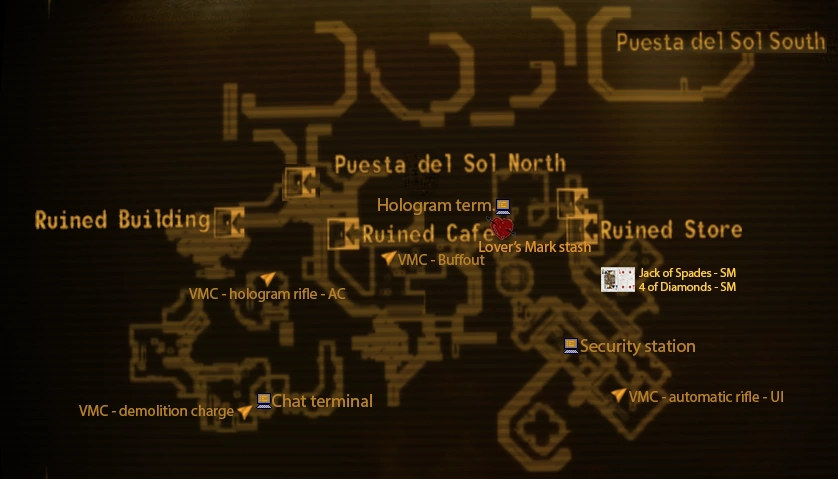 Puesta del Sol South
Puesta del Sol North
Hologram term.
Ruined Building
Ruined Cafe
Ruined Store
Lover's Mark stash
VMC - Buffout
Jack of Spades - SM
4 of Diamonds - SM
VMC - hologram rifle - AC
Security station
VMC - automatic rifle - UI
Chat terminal
VMC - demolition charge